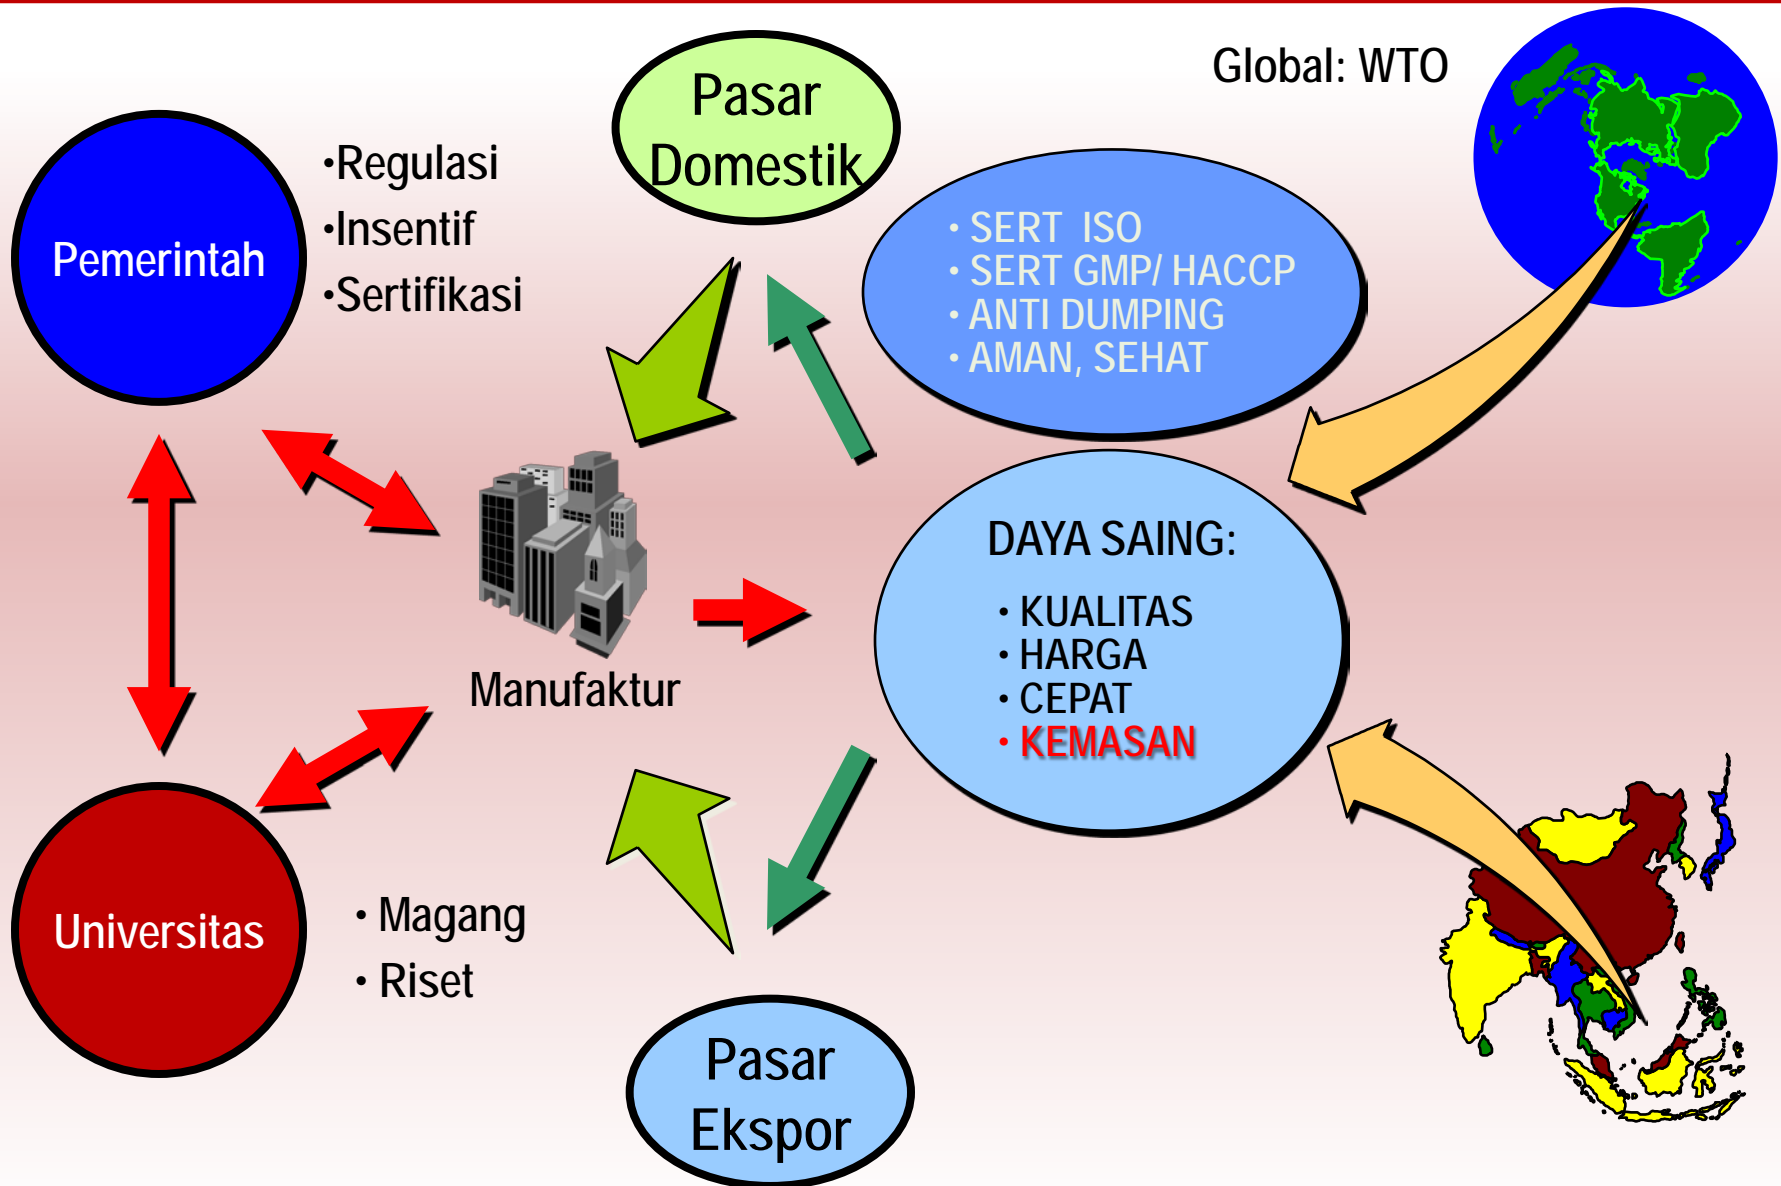 Global: WTO
Pasar
Domestik
Pemerintah
•Regulasi
•Insentif
•Sertifikasi
• SERT ISO
• SERT GMP/ HACCP
• ANTI DUMPING
• AMAN, SEHAT
Manufaktur
DAYA SAING:
• KUALITAS
• HARGA
• CEPAT
• KEMASAN
Universitas
• Magang
• Riset
Pasar
Ekspor